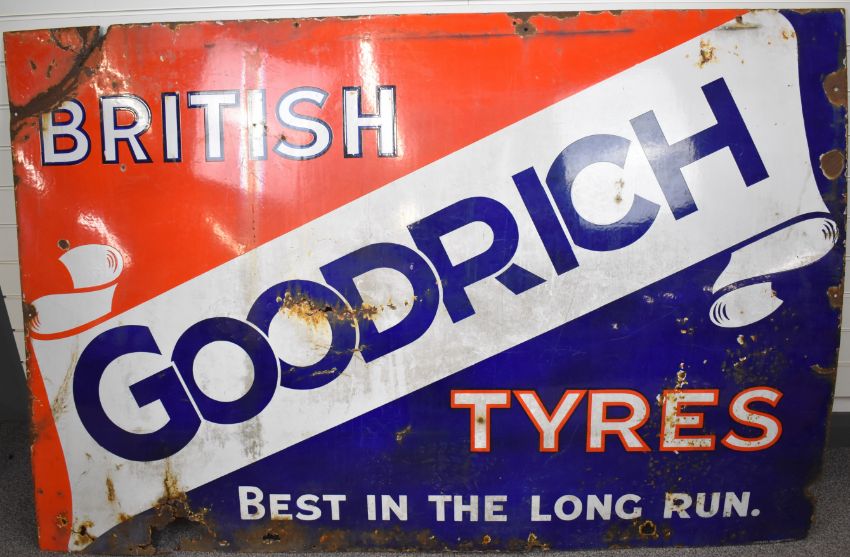 BRITISH
GOODRICH
TYRES
BEST IN THE LONG RUN.